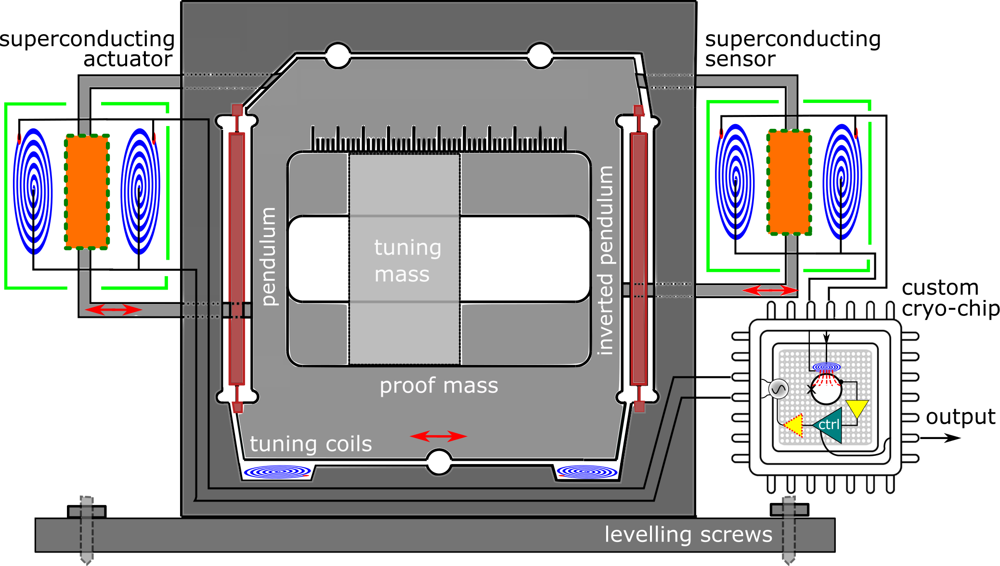 superconducting
actuator
superconducting
sensor
pendulum
inverted pendulum
tuning
mass
proof mass
tuning coils
custom
cryo-chip
ctrl
output
levelling screws